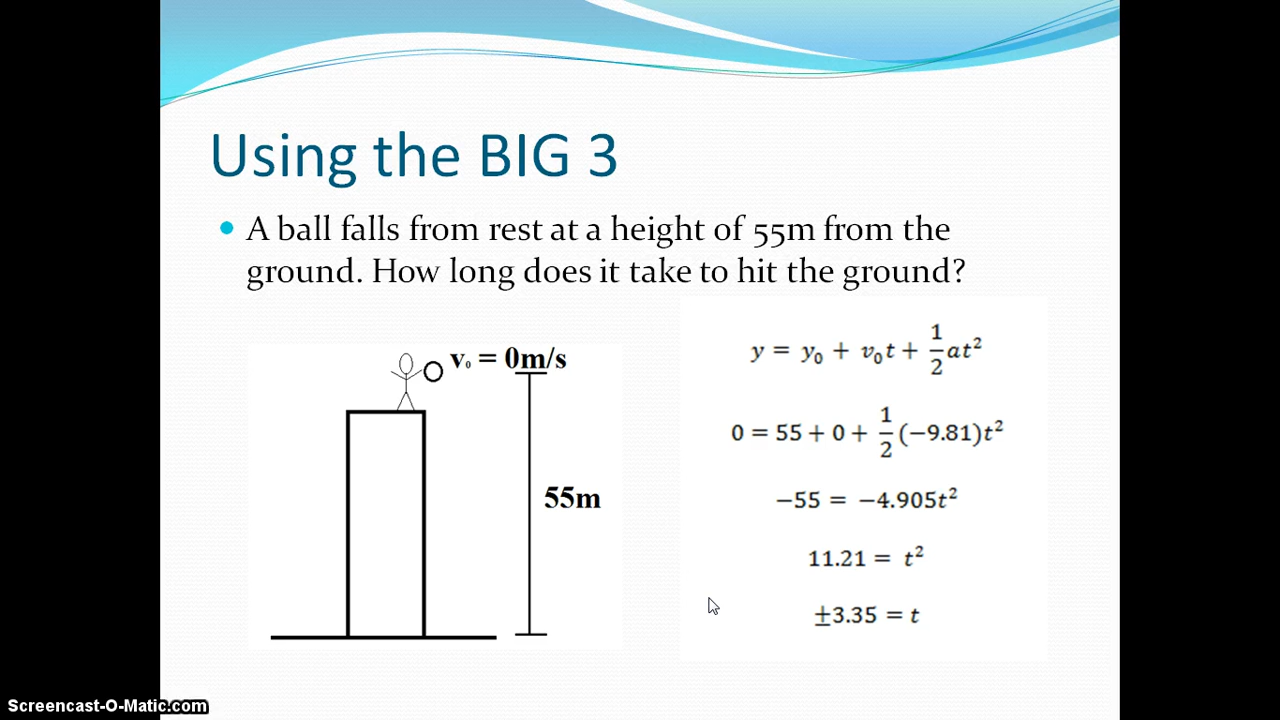 Using the BIG 3
A ball falls from rest at a height of 55m from the
ground. How long does it take to hit the ground?
v₀ = 0m/s
55m
y = y₀ + v₀t + 1/2 at²
0 = 55 + 0 + 1/2 (−9.81)t²
−55 = −4.905t²
11.21 = t²
±3.35 = t
Screencast-O-Matic.com